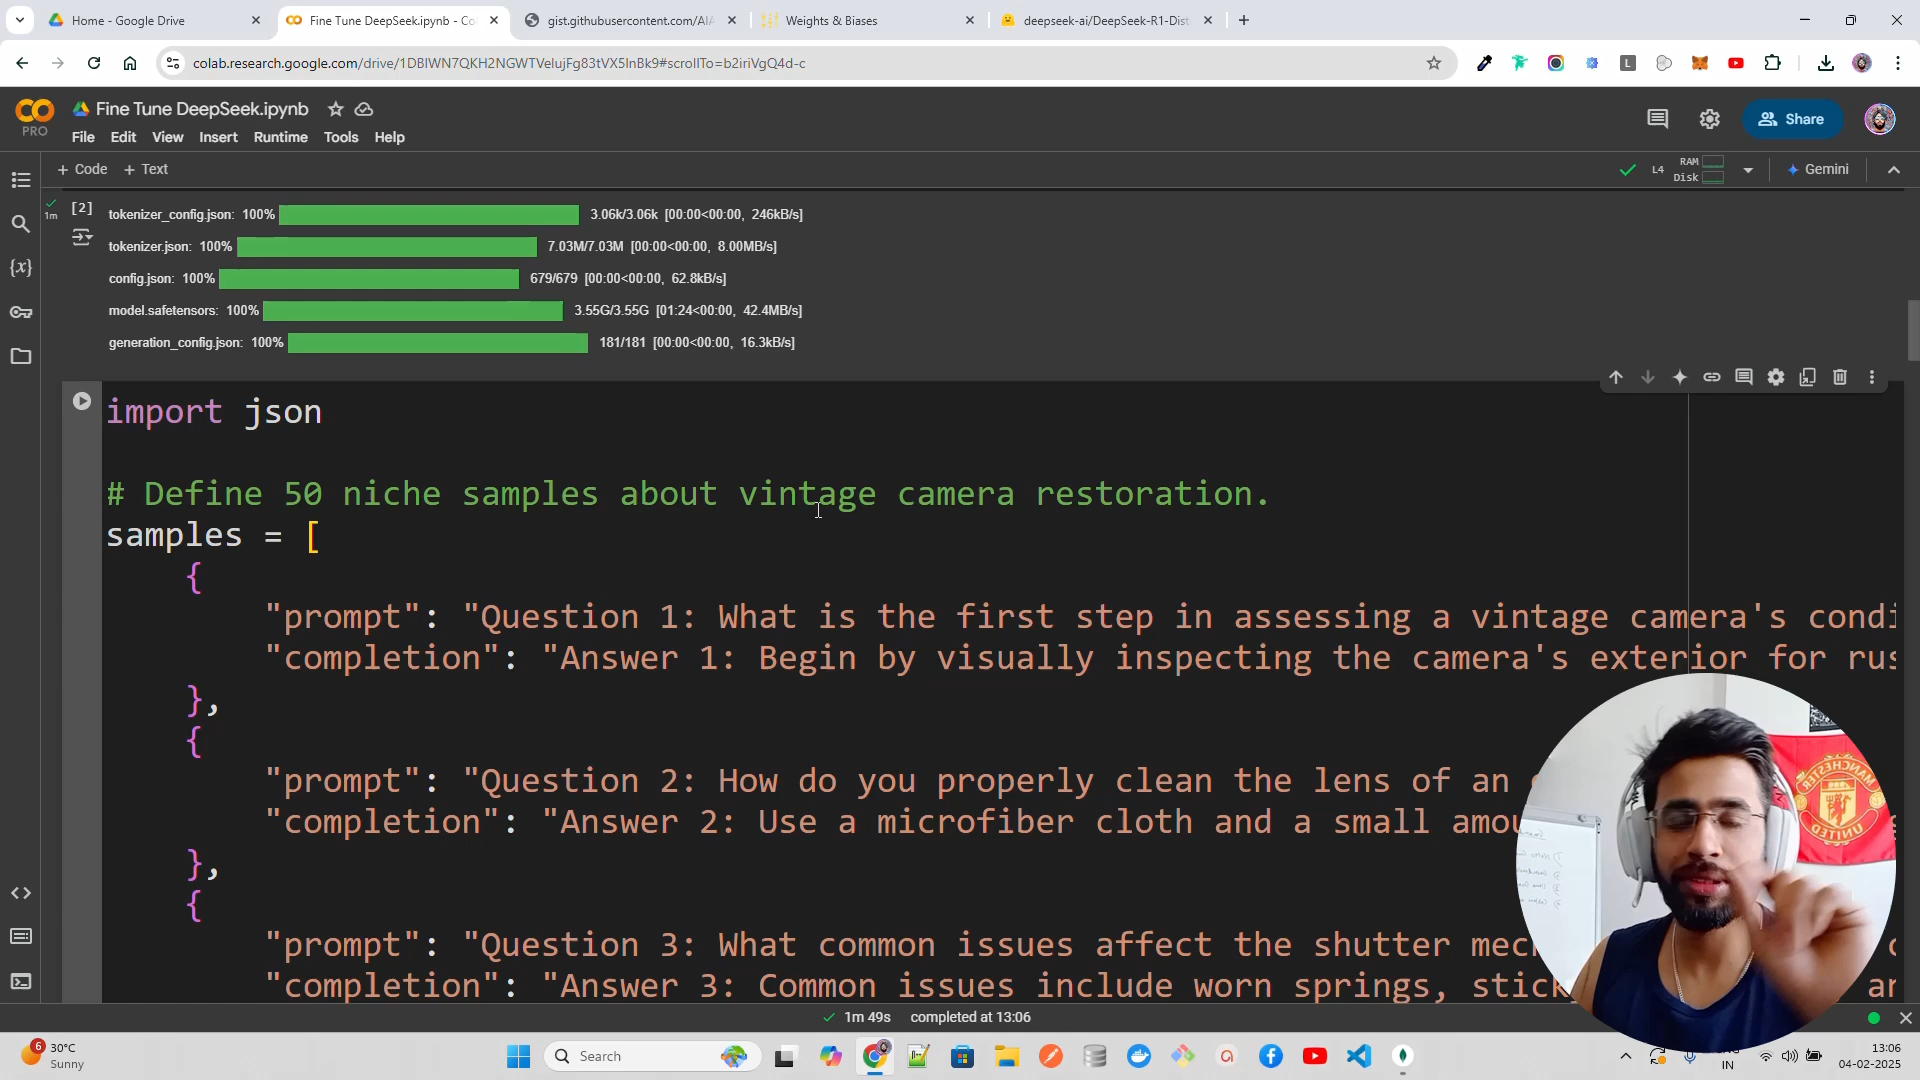 Home - Google Drive
Fine Tune DeepSeek.ipynb - Co
gist.githubusercontent.com/AIA
Weights & Biases
deepseek-ai/DeepSeek-R1-Dist
colab.research.google.com/drive/1DBIWN7QKH2NGWTVelujFg83tVX5InBk9#scrollTo=b2iriVgQ4d-c
Fine Tune DeepSeek.ipynb
PRO
File Edit View Insert Runtime Tools Help
Share
+ Code + Text
L4 RAM
Disk
Gemini
1m
[2]
tokenizer_config.json: 100% 3.06k/3.06k [00:00<00:00, 246kB/s]
tokenizer.json: 100% 7.03M/7.03M [00:00<00:00, 8.00MB/s]
config.json: 100% 679/679 [00:00<00:00, 62.8kB/s]
model.safetensors: 100% 3.55G/3.55G [01:24<00:00, 42.4MB/s]
generation_config.json: 100% 181/181 [00:00<00:00, 16.3kB/s]
import json
# Define 50 niche samples about vintage camera restoration.
samples = [
{
"prompt": "Question 1: What is the first step in assessing a vintage camera's condi
"completion": "Answer 1: Begin by visually inspecting the camera's exterior for rus
},
{
"prompt": "Question 2: How do you properly clean the lens of an
"completion": "Answer 2: Use a microfiber cloth and a small amou
},
{
"prompt": "Question 3: What common issues affect the shutter mec
"completion": "Answer 3: Common issues include worn springs, stick
MANCHESTER
UNITED
1m 49s completed at 13:06
6
30°C
Sunny
Search
IN
13:06
04-02-2025